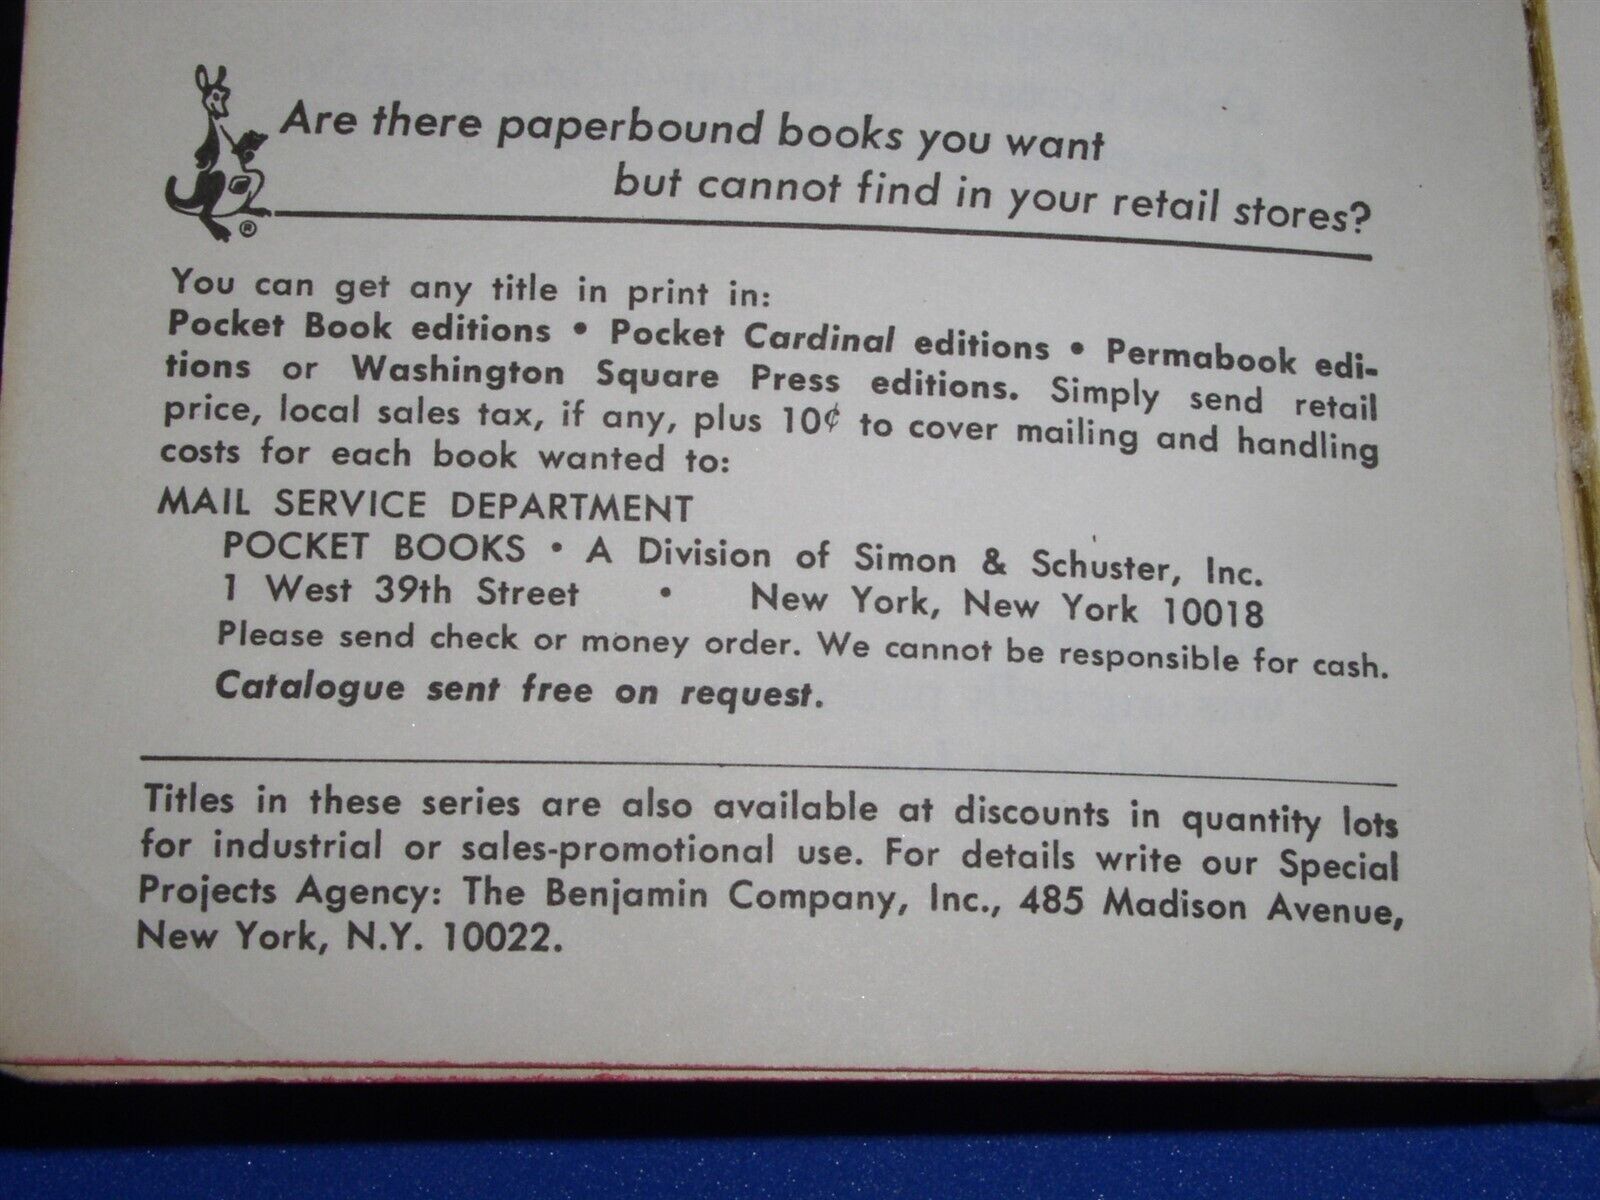 Are there paperbound books you want
but cannot find in your retail stores?
®
You can get any title in print in:
Pocket Book editions • Pocket Cardinal editions • Permabook edi-
tions or Washington Square Press editions. Simply send retail
price, local sales tax, if any, plus 10¢ to cover mailing and handling
costs for each book wanted to:
MAIL SERVICE DEPARTMENT
POCKET BOOKS • A Division of Simon & Schuster, Inc.
1 West 39th Street • New York, New York 10018
Please send check or money order. We cannot be responsible for cash.
Catalogue sent free on request.
Titles in these series are also available at discounts in quantity lots
for industrial or sales-promotional use. For details write our Special
Projects Agency: The Benjamin Company, Inc., 485 Madison Avenue,
New York, N.Y. 10022.